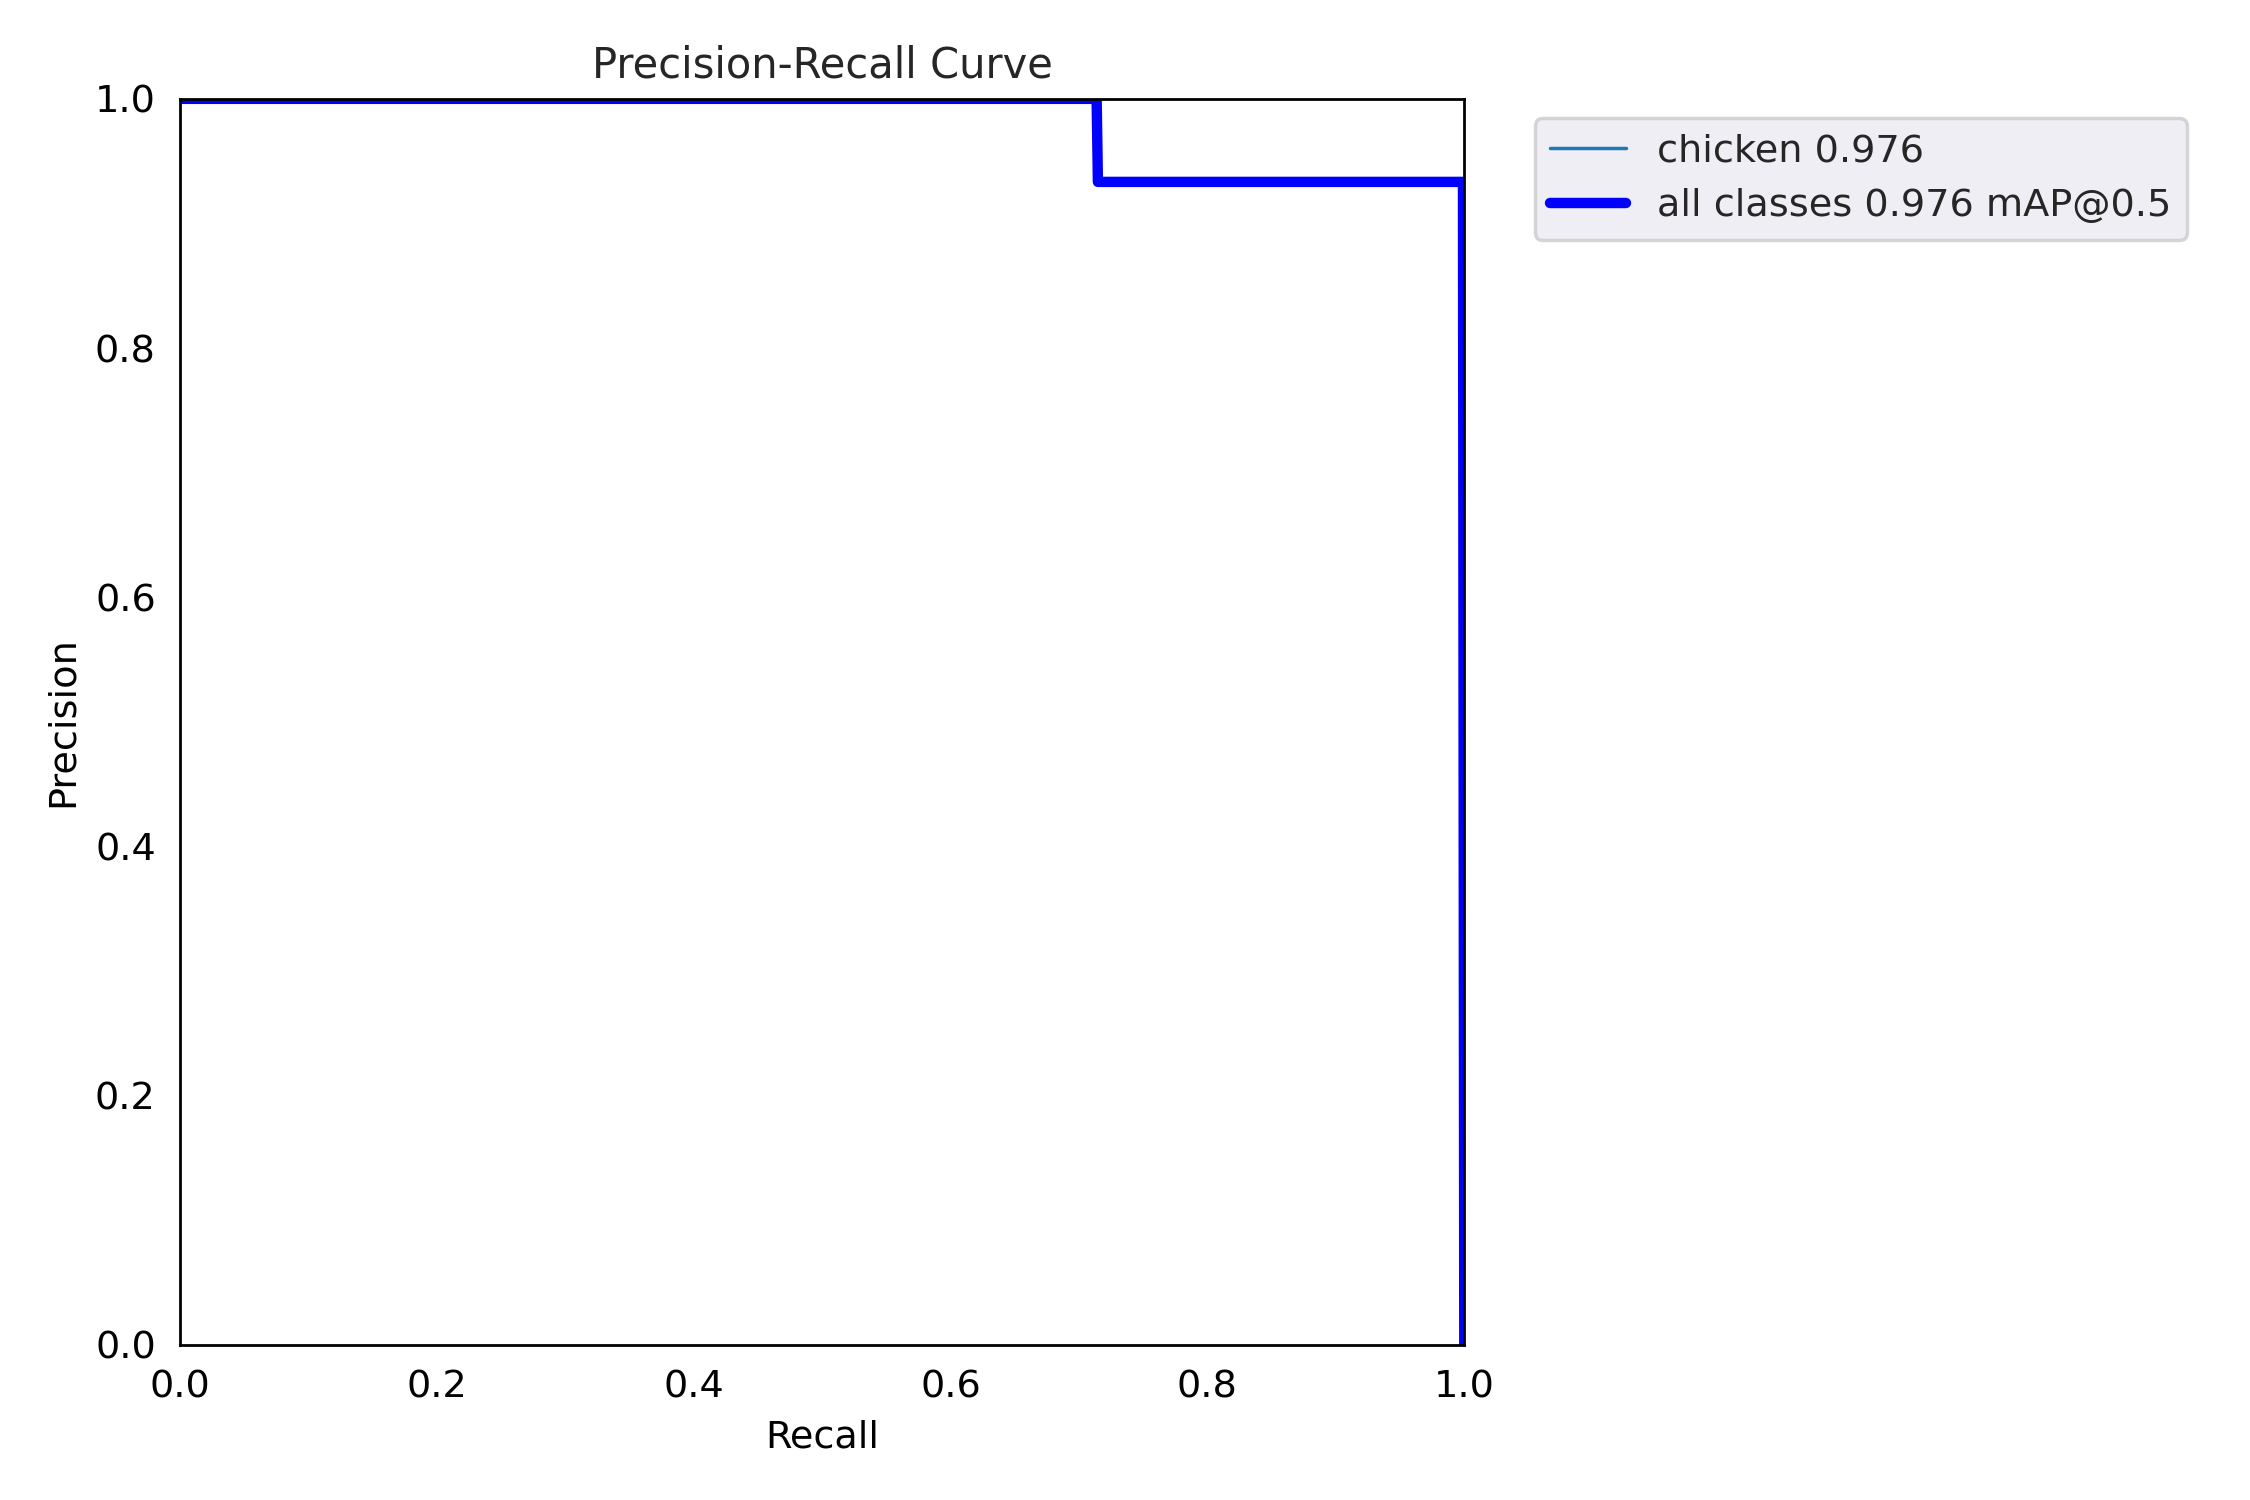 Precision-Recall Curve
1.0
0.8
0.6
0.4
0.2
0.0
Precision
0.0 0.2 0.4 0.6 0.8 1.0
Recall
chicken 0.976
all classes 0.976 mAP@0.5